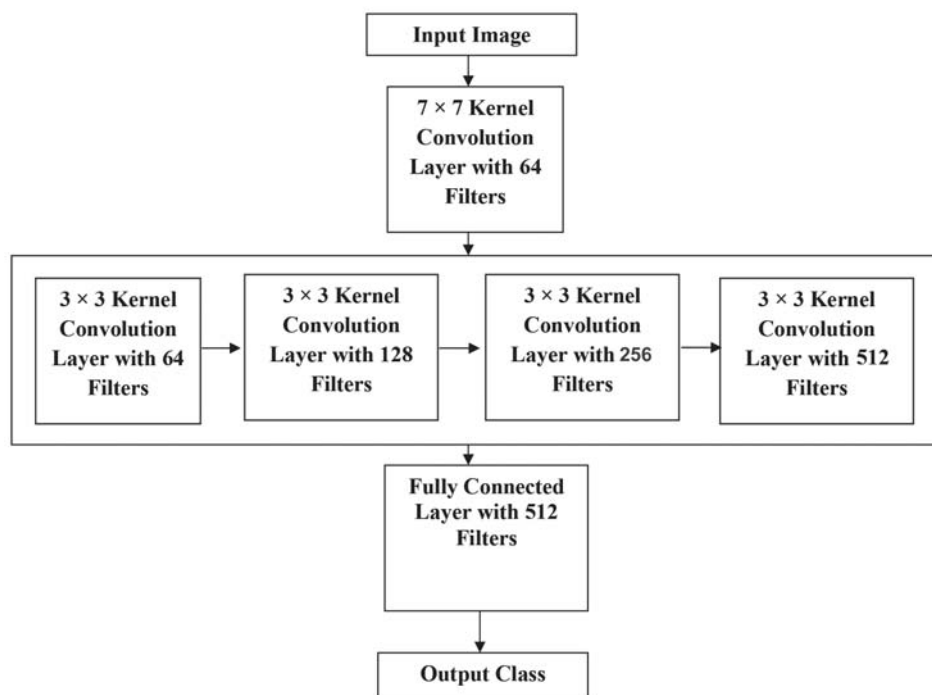 Input Image
7 × 7 Kernel
Convolution
Layer with 64
Filters
3 × 3 Kernel
Convolution
Layer with 64
Filters
3 × 3 Kernel
Convolution
Layer with 128
Filters
3 × 3 Kernel
Convolution
Layer with 256
Filters
3 × 3 Kernel
Convolution
Layer with 512
Filters
Fully Connected
Layer with 512
Filters
Output Class